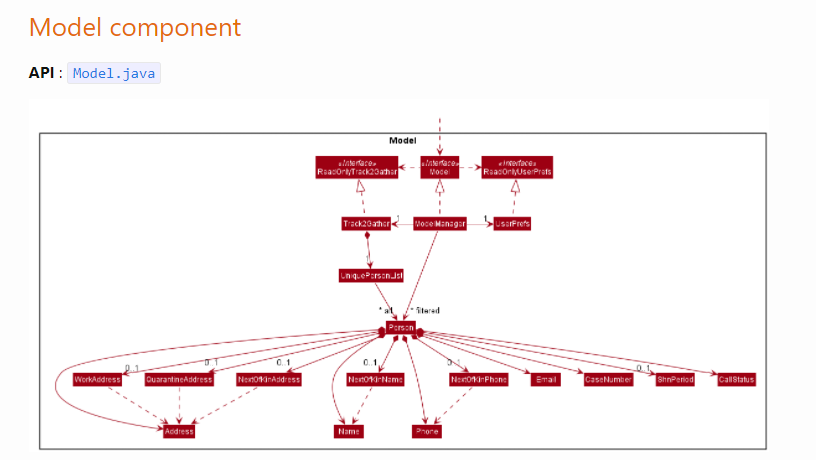 Model component
API : Model.java
Model
«Interface» «Interface» «Interface»
ReadOnlyTrack2Gather Model ReadOnlyUserPrefs
Track2Gather 1 ModelManager 1 UserPrefs
1
UniquePerson_List
* all * filtered
Person
0..1 0..1 0..1 0..1 0..1
WorkAddress QuarantineAddress NextOfKinAddress NextOfKinName NextOfKinPhone Email CaseNumber ShnPeriod CallStatus
Address Name Phone